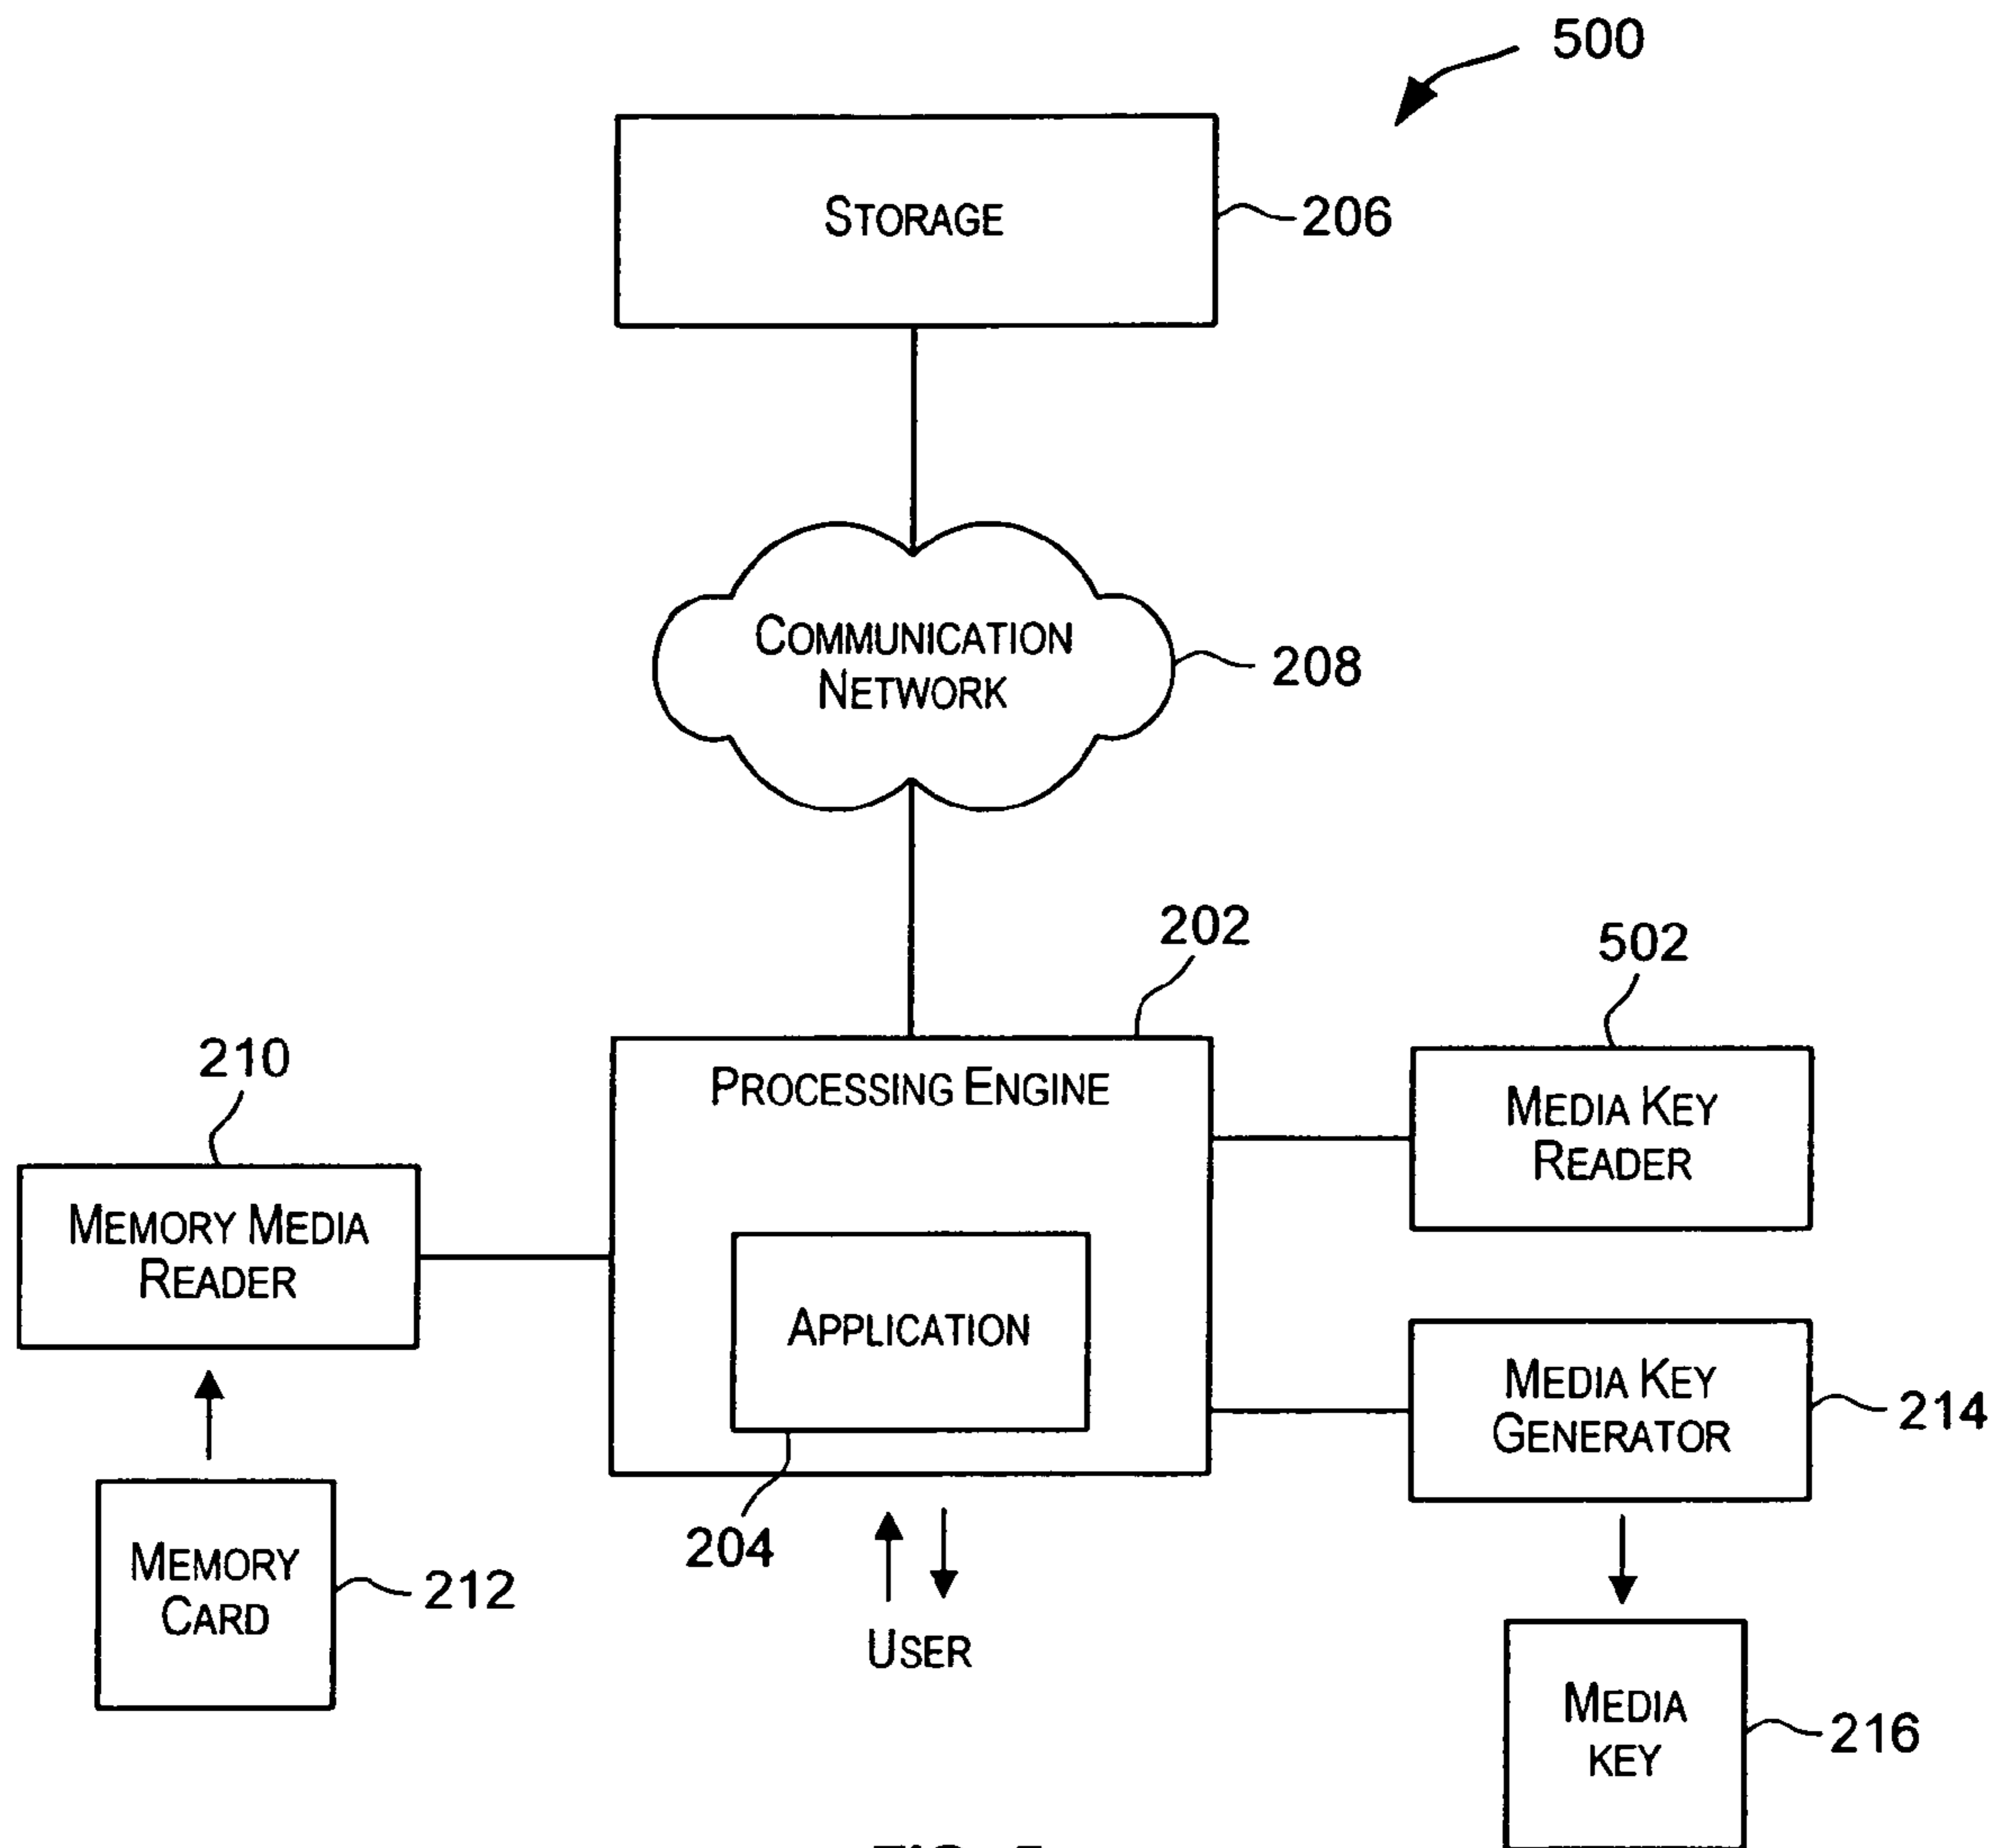 500
STORAGE
206
COMMUNICATION
NETWORK
208
202
502
210
PROCESSING ENGINE
MEDIA KEY
READER
MEMORY MEDIA
READER
APPLICATION
MEDIA KEY
GENERATOR
214
204
MEMORY
CARD
212
USER
MEDIA
KEY
216